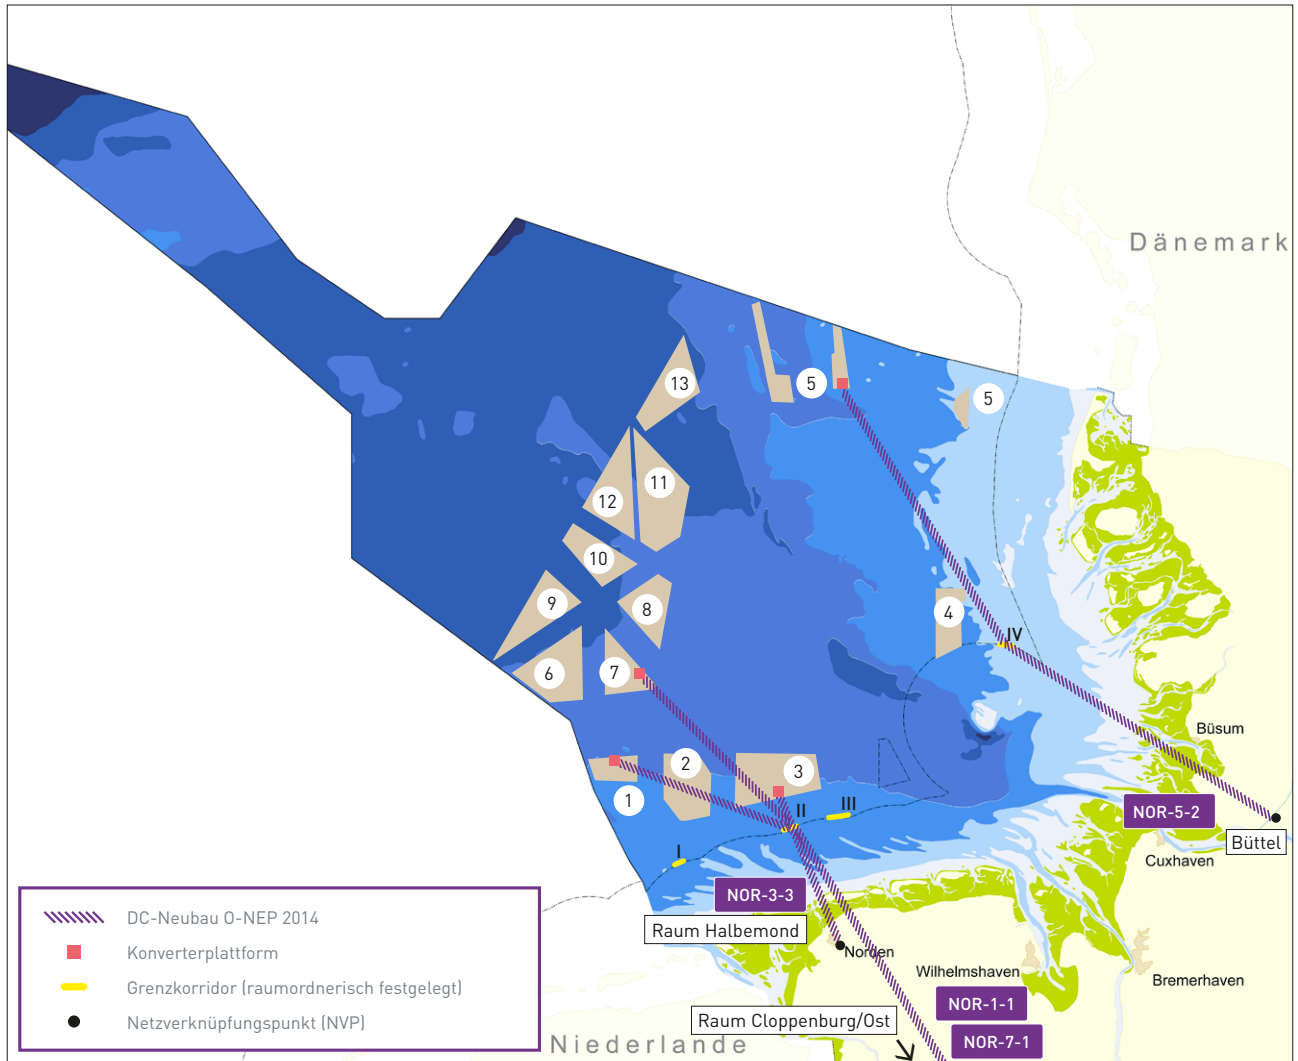 Dänemark
13
5
5
11
12
10
9
8
4
IV
6
7
Büsum
2
3
1
III
II
NOR-5-2
Büttel
I
Cuxhaven
NOR-3-3
Raum Halbemond
Norden
Wilhelmshaven
Bremerhaven
NOR-1-1
Raum Cloppenburg/Ost
NOR-7-1
Niederlande
DC-Neubau O-NEP 2014
Konverterplattform
Grenzkorridor (raumordnerisch festgelegt)
Netzverknüpfungspunkt (NVP)